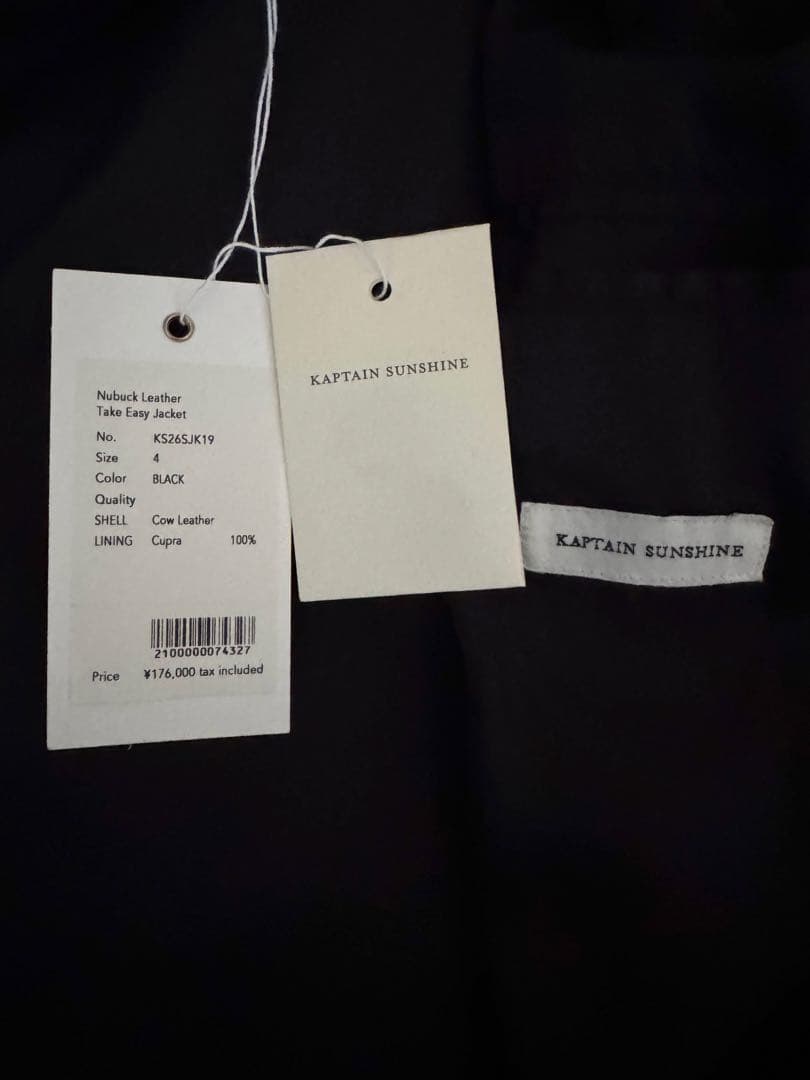 Nubuck Leather
Take Easy Jacket
No. KS26SJK19
Size 4
Color BLACK
Quality
SHELL Cow Leather
LINING Cupra 100%
2100000074327
Price ¥176,000 tax included
KAPTAIN SUNSHINE
KAPTAIN SUNSHINE